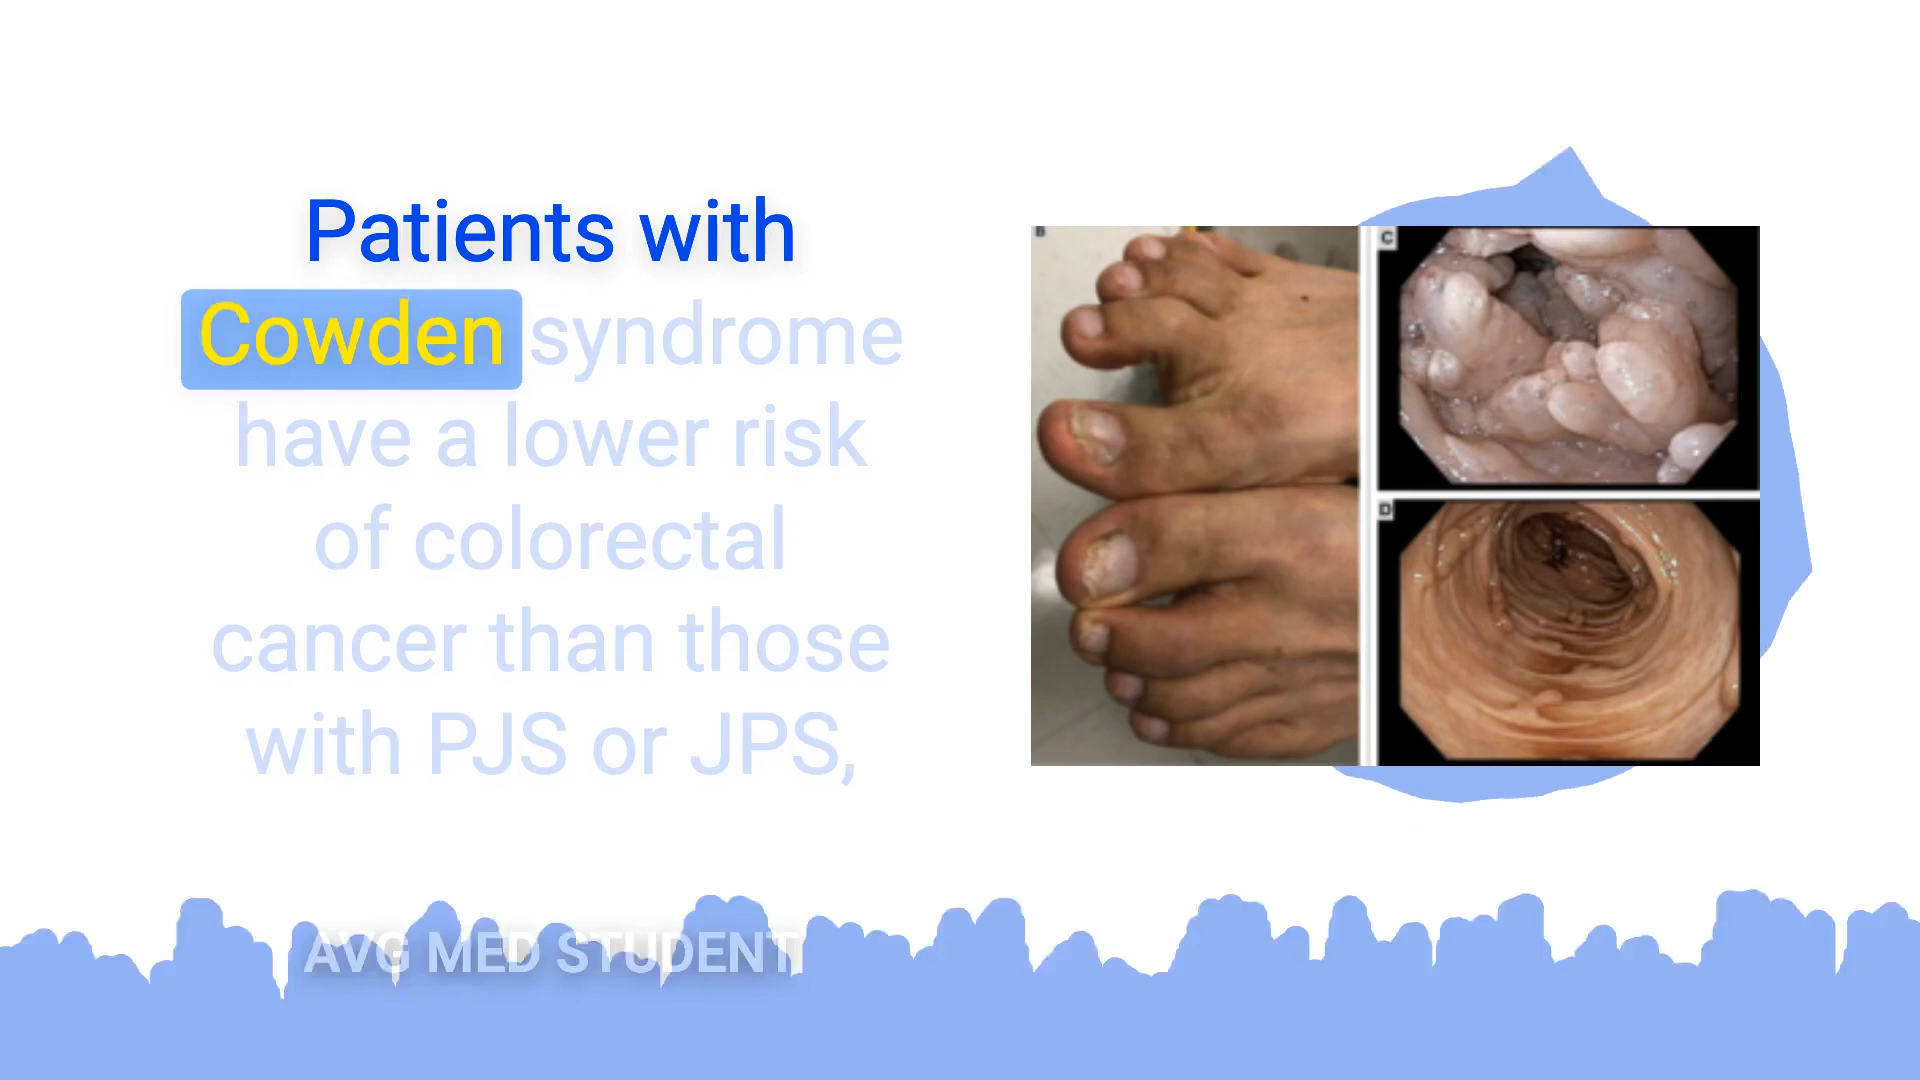 Patients with
Cowden syndrome
have a lower risk
of colorectal
cancer than those
with PJS or JPS,
B
C
D
AVG MED STUDENT